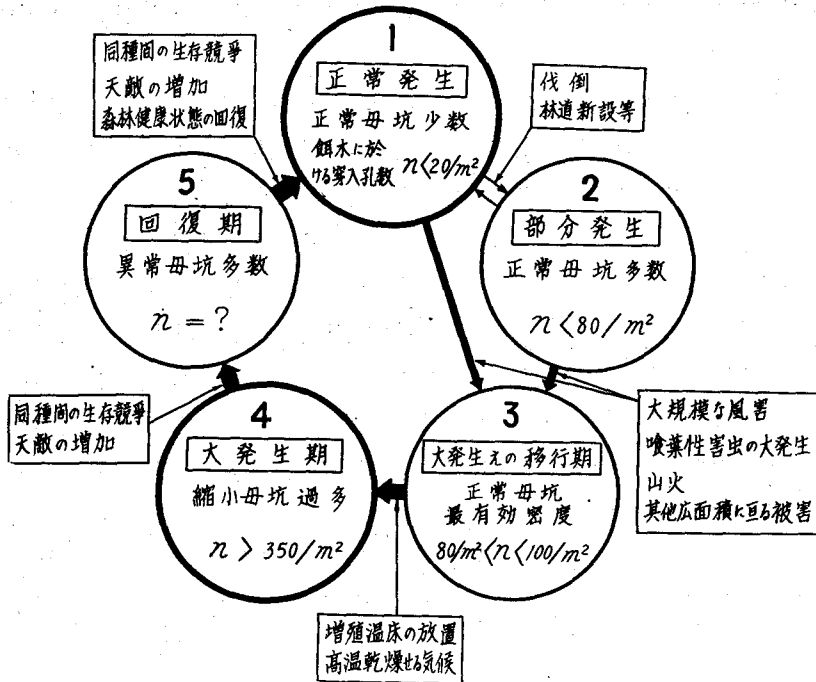 同種間の生存競爭
天敵の増加
森林健康状態の回復
1
正常発生
正常母坑少数
餌木に於
ける穿入孔数 n<20/m²
伐倒
林道新設等
2
部分発生
正常母坑多数
n<80/m²
大規模な風害
喰葉性害虫の大発生
山火
其他広面積に亘る被害
3
大発生えの移行期
正常母坑
最有効密度
80/m²<n<100/m²
増殖温床の放置
高温乾燥せる気候
4
大発生期
縮小母坑過多
n > 350/m²
同種間の生存競爭
天敵の増加
5
回復期
異常母坑多数
n = ?